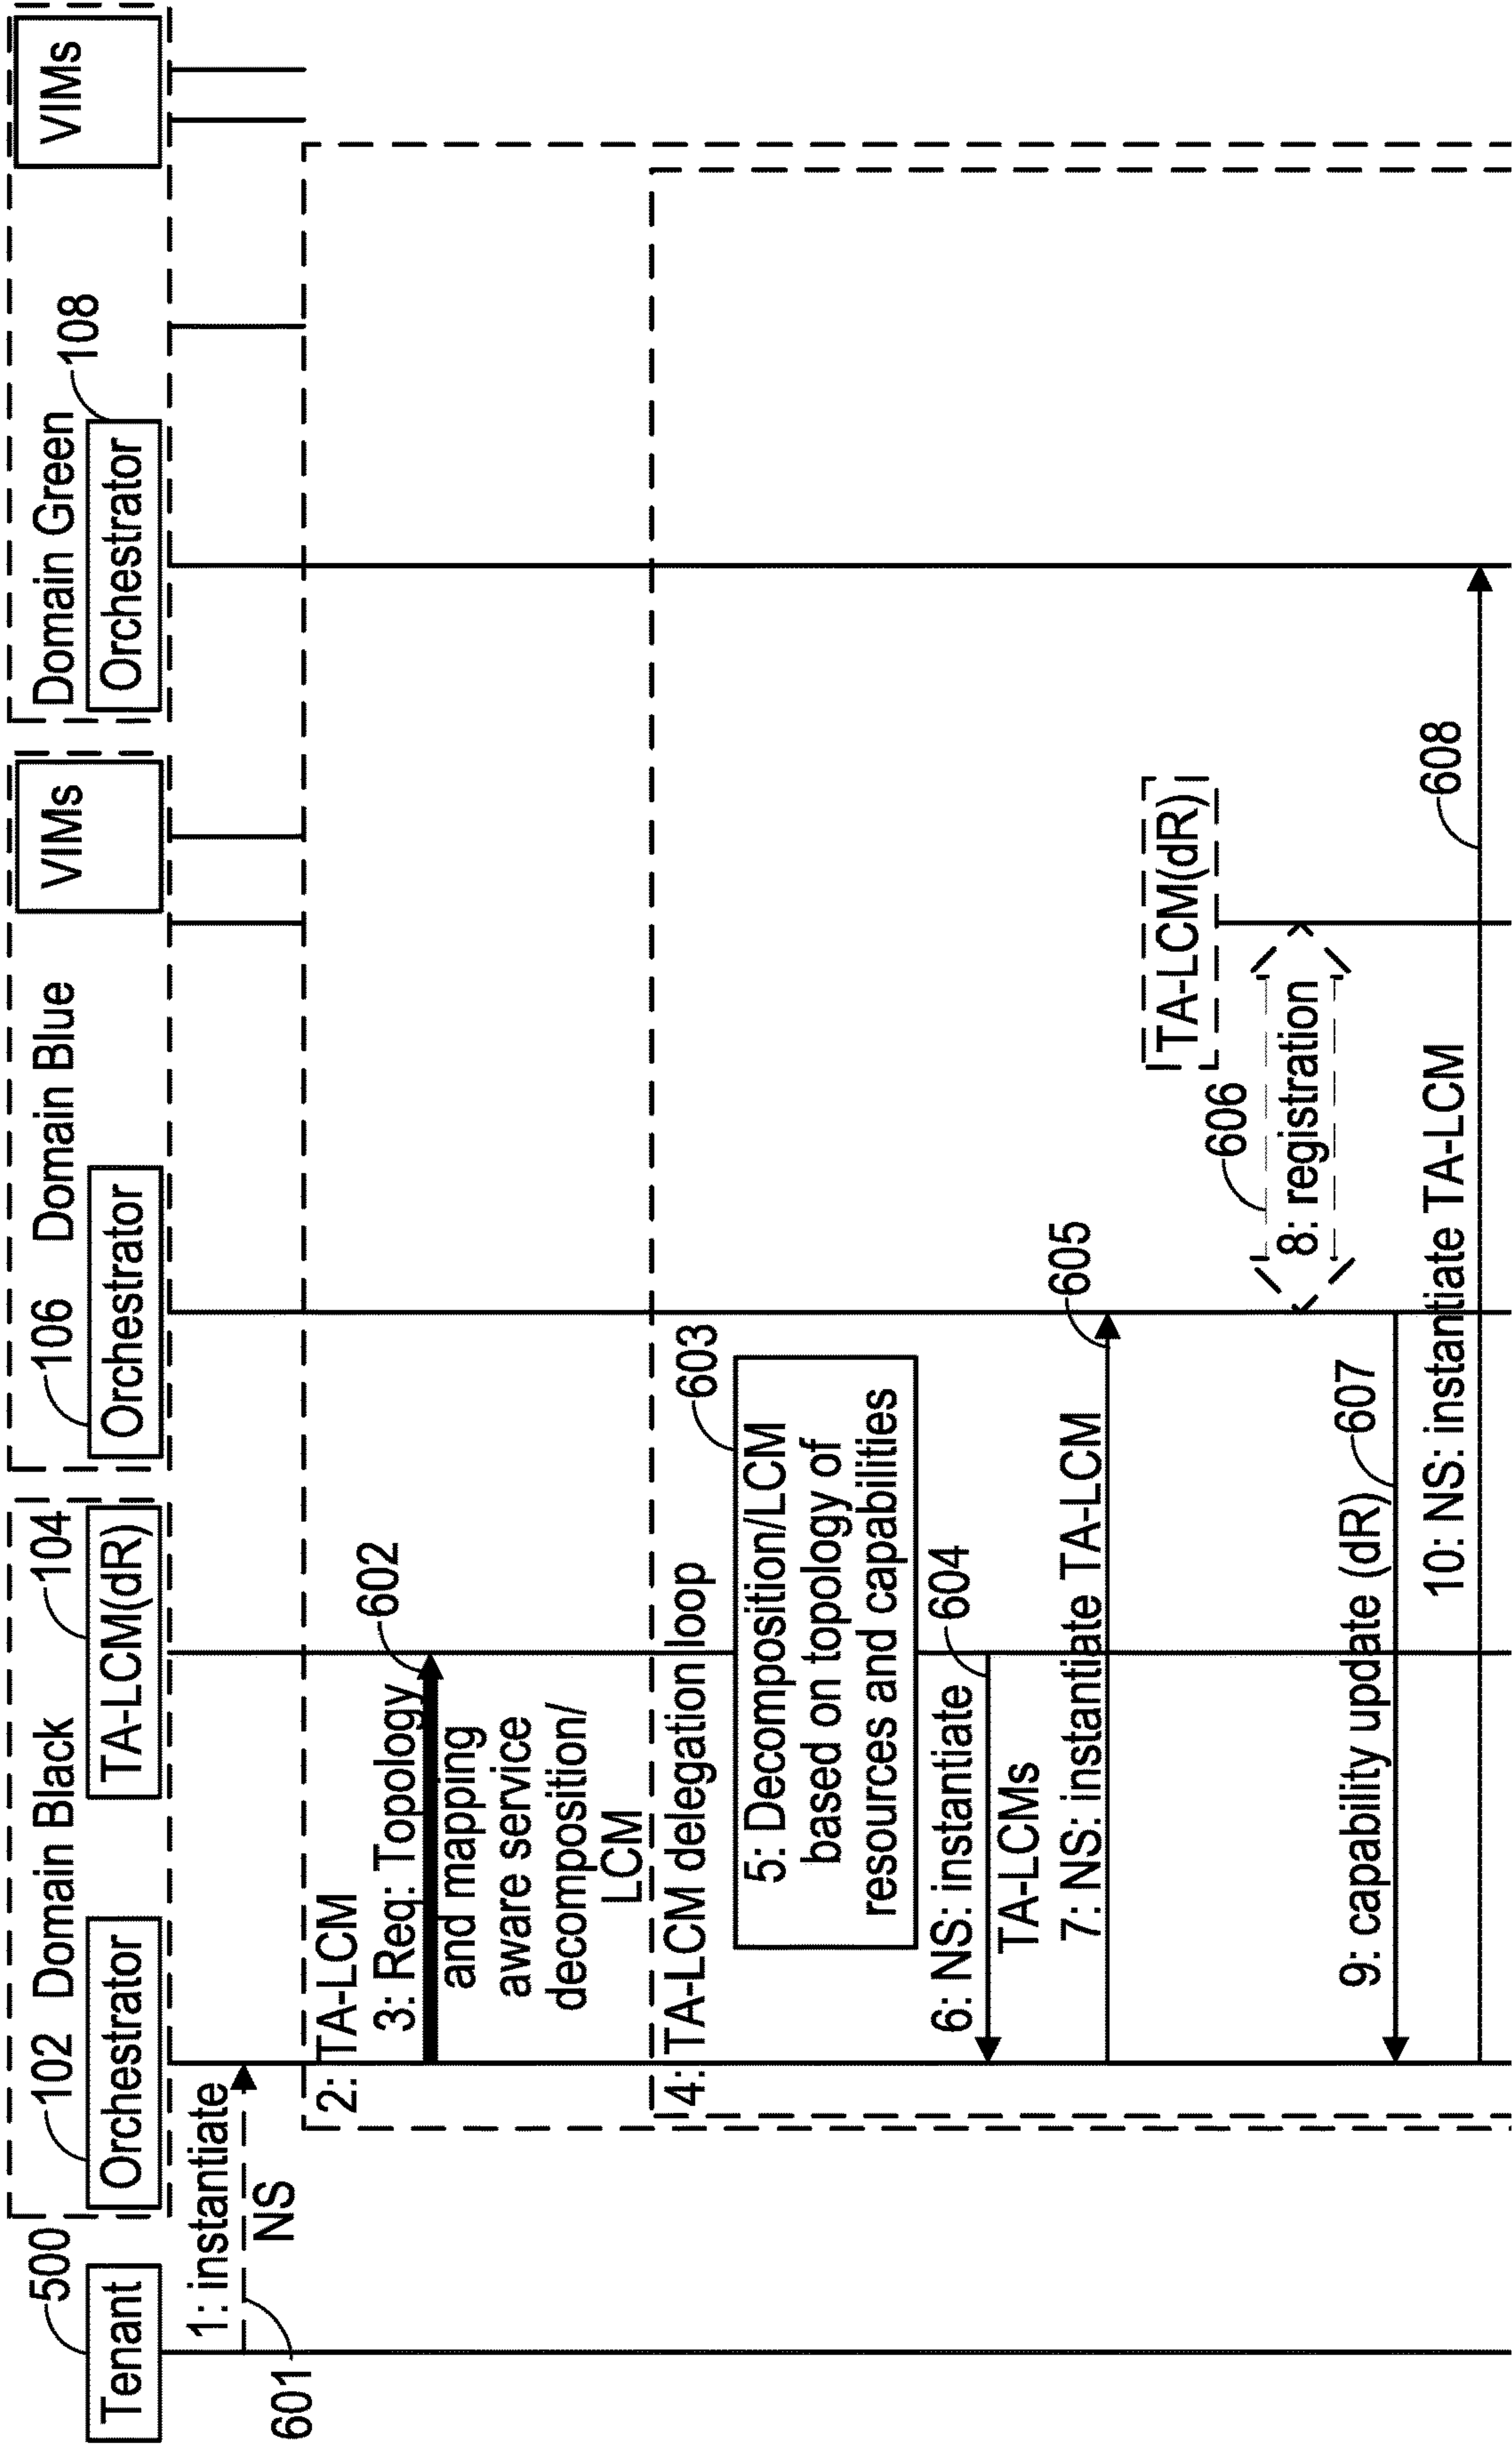 500
Tenant
102
Domain Black
104
Orchestrator
TA-LCM(dR)
106
Domain Blue
Orchestrator
VIMs
Domain Green
108
Orchestrator
VIMs
1: instantiate
NS
601
2: TA-LCM
602
3: Req: Topology
and mapping
aware service
decomposition/
LCM
4: TA-LCM delegation loop
603
5: Decomposition/LCM
based on topology of
resources and capabilities
604
6: NS: instantiate
TA-LCMs
605
7: NS: instantiate TA-LCM
TA-LCM(dR)
606
8: registration
607
9: capability update (dR)
608
10: NS: instantiate TA-LCM